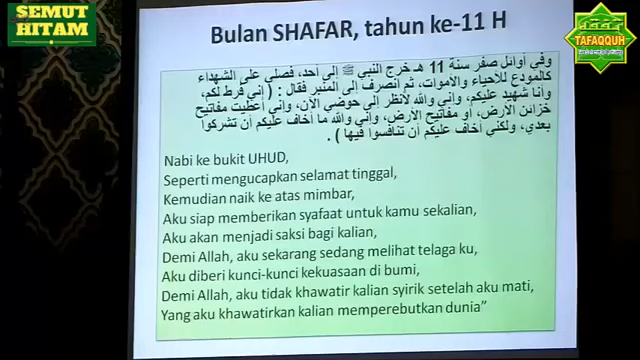 SEMUT
HITAM
Bulan SHAFAR, tahun ke-11 H
TAFAQQUH
وفي أوائل صفر سنة 11 هـ خرج النبي ﷺ إلى أحد، فصلى على الشهداء
كالمودع للأحياء والأموات، ثم انصرف إلى المنبر فقال : ( إني فرط لكم،
وأنا شهيد عليكم، وإني والله لأنظر إلى حوضي الآن، وإني أعطيت مفاتيح
خزائن الأرض، أو مفاتيح الأرض، وإني والله ما أخاف عليكم أن تشركوا
بعدي، ولكني أخاف عليكم أن تنافسوا فيها ) .
Nabi ke bukit UHUD,
Seperti mengucapkan selamat tinggal,
Kemudian naik ke atas mimbar,
Aku siap memberikan syafaat untuk kamu sekalian,
Aku akan menjadi saksi bagi kalian,
Demi Allah, aku sekarang sedang melihat telaga ku,
Aku diberi kunci-kunci kekuasaan di bumi,
Demi Allah, aku tidak khawatir kalian syirik setelah aku mati,
Yang aku khawatirkan kalian memperebutkan dunia”